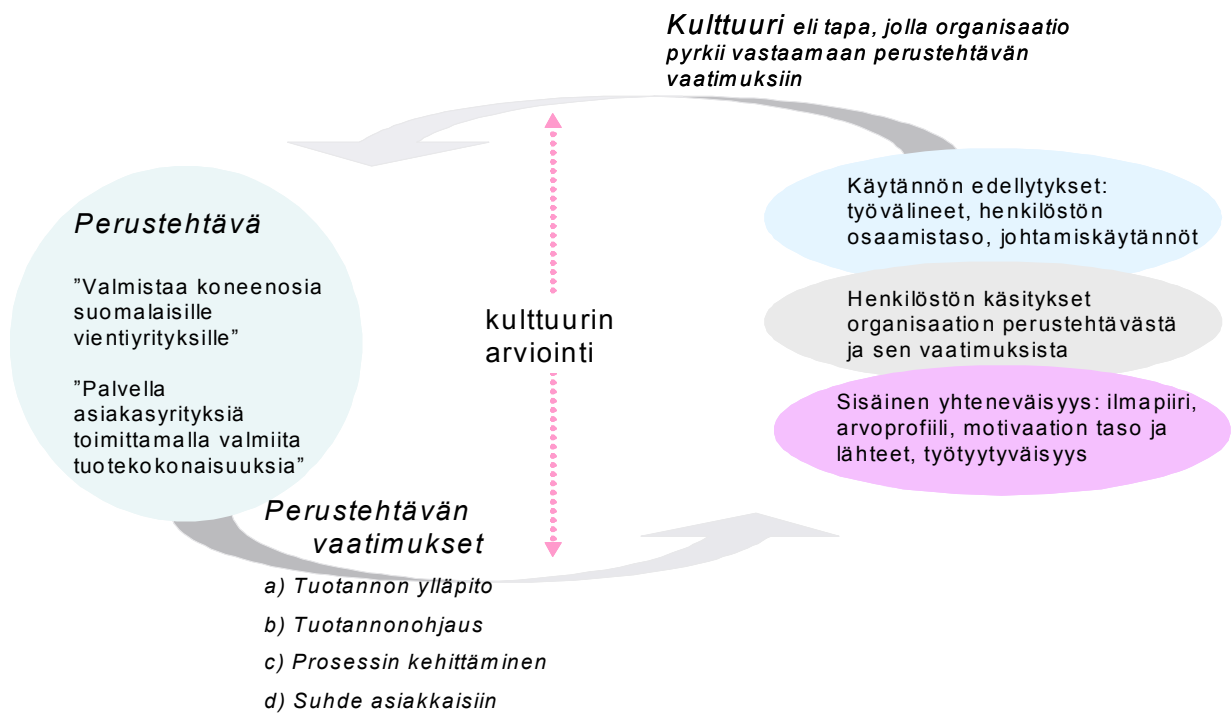 Kulttuuri eli tapa, jolla organisaatio
pyrkii vastaamaan perustehtävän
vaatimuksiin
Perustehtävä
”Valmistaa koneenosia
suomalaisille
vientiyrityksille”
”Palvella
asiakasyrityksiä
toimittamalla valmiita
tuotekokonaisuuksia”
kulttuurin
arviointi
Käytännön edellytykset:
työvälineet, henkilöstön
osaamistaso, johtamiskäytännöt
Henkilöstön käsitykset
organisaation perustehtävästä
ja sen vaatimuksista
Sisäinen yhteneväisyys: ilmapiiri,
arvoprofiili, motivaation taso ja
lähteet, työtyytyväisyys
Perustehtävän
vaatimukset
a) Tuotannon ylläpito
b) Tuotannonohjaus
c) Prosessin kehittäminen
d) Suhde asiakkaisiin